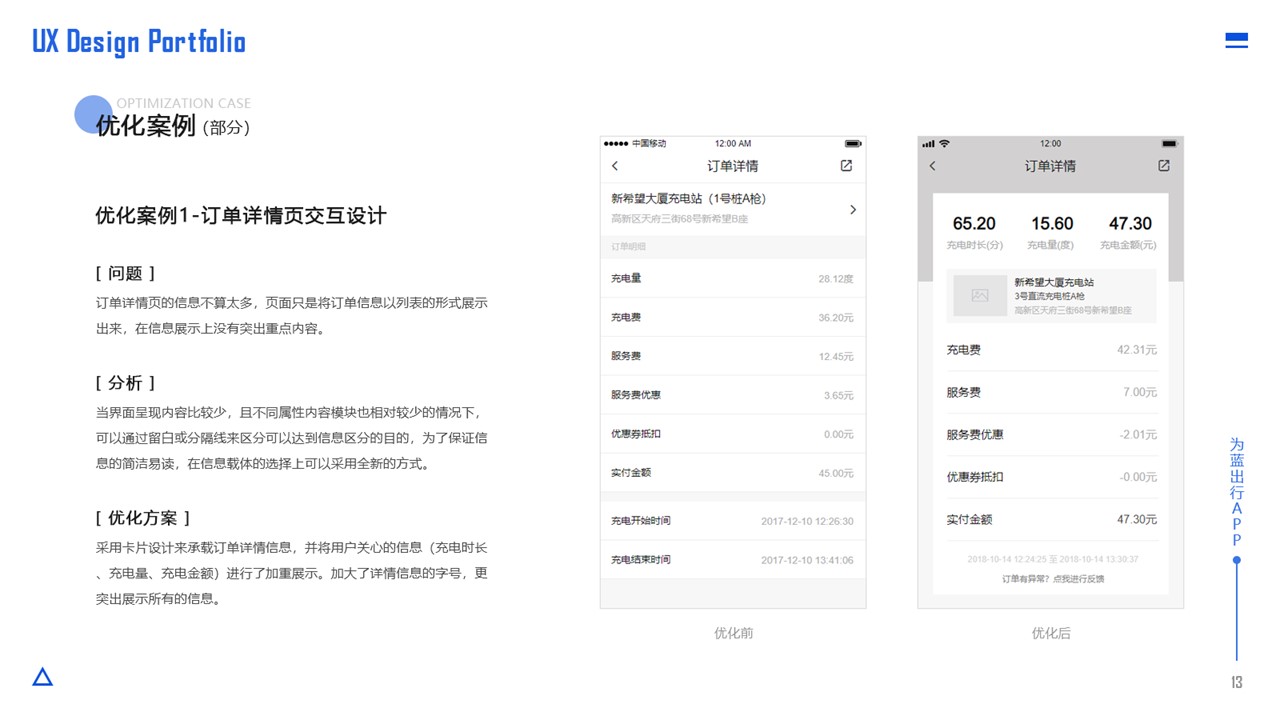 UX Design Portfolio
OPTIMIZATION CASE
优化案例（部分）
优化案例1-订单详情页交互设计
[ 问题 ]
订单详情页的信息不算太多，页面只是将订单信息以列表的形式展示
出来，在信息展示上没有突出重点内容。
[ 分析 ]
当界面呈现内容比较少，且不同属性内容模块也相对较少的情况下，
可以通过留白或分隔线来区分可以达到信息区分的目的，为了保证信
息的简洁易读，在信息载体的选择上可以采用全新的方式。
[ 优化方案 ]
采用卡片设计来承载订单详情信息，并将用户关心的信息（充电时长
、充电量、充电金额）进行了加重展示。加大了详情信息的字号，更
突出展示所有的信息。
中国移动 12:00 AM
订单详情
新希望大厦充电站（1号桩A枪）
高新区天府三街68号新希望B座
订单明细
充电量 28.12度
充电费 36.20元
服务费 12.45元
服务费优惠 3.65元
优惠券抵扣 0.00元
实付金额 45.00元
充电开始时间 2017-12-10 12:26:30
充电结束时间 2017-12-10 13:41:06
优化前
12:00
订单详情
65.20 15.60 47.30
充电时长(分) 充电量(度) 充电金额(元)
新希望大厦充电站
3号直流充电桩A枪
高新区天府三街68号新希望B座
充电费 42.31元
服务费 7.00元
服务费优惠 -2.01元
优惠券抵扣 -0.00元
实付金额 47.30元
2018-10-14 12:24:25 至 2018-10-14 13:30:37
订单有异常？点我进行反馈
优化后
为蓝出行APP
13